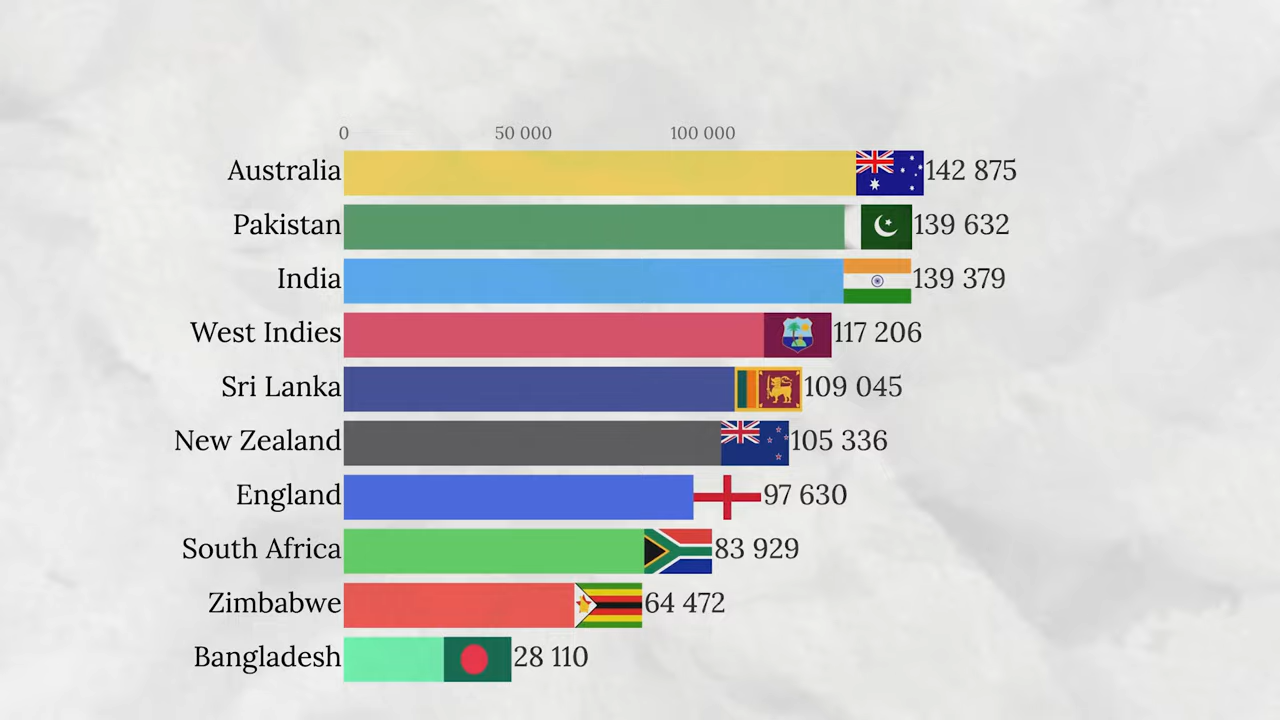 0 50 000 100 000
Australia 142 875
Pakistan 139 632
India 139 379
West Indies 117 206
Sri Lanka 109 045
New Zealand 105 336
England 97 630
South Africa 83 929
Zimbabwe 64 472
Bangladesh 28 110